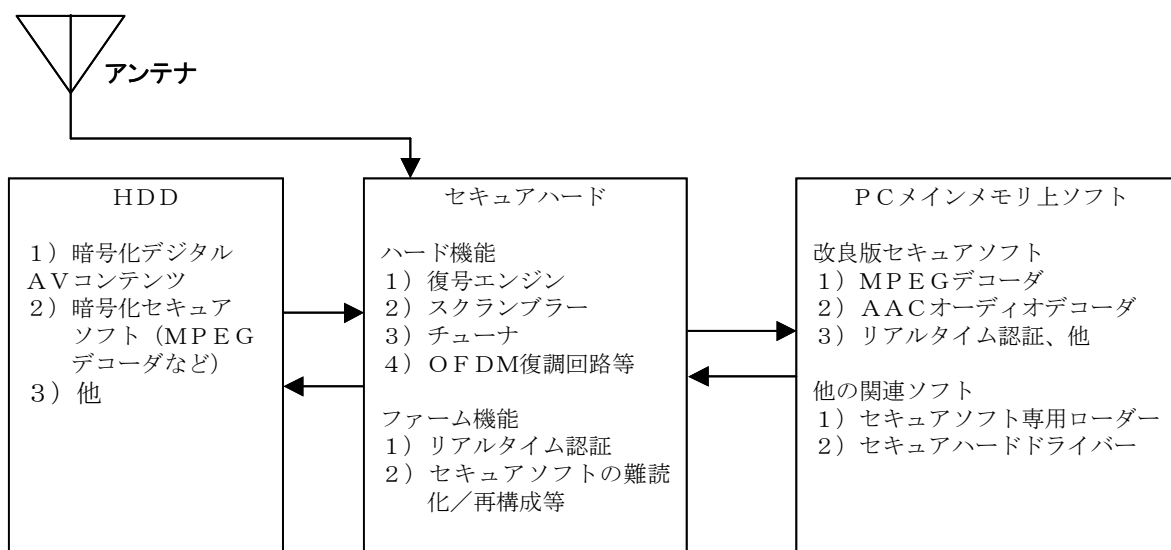 アンテナ
HDD
1)暗号化デジタル
AVコンテンツ
2)暗号化セキュア
ソフト(MPEG
デコーダなど)
3)他
セキュアハード
ハード機能
1)復号エンジン
2)スクランブラー
3)チューナ
4)OFDM復調回路等
ファーム機能
1)リアルタイム認証
2)セキュアソフトの難読
化/再構成等
PCメインメモリ上ソフト
改良版セキュアソフト
1)MPEGデコーダ
2)AACオーディオデコーダ
3)リアルタイム認証、他
他の関連ソフト
1)セキュアソフト専用ローダー
2)セキュアハードドライバー